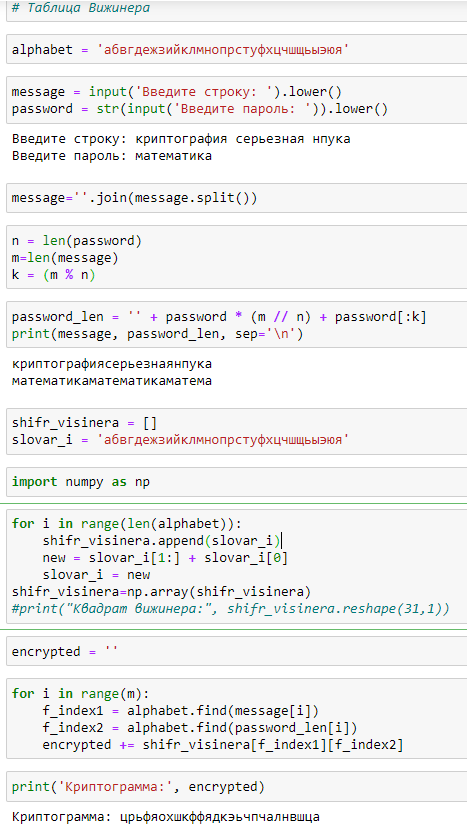 # Таблица Вижинера
alphabet = 'абвгдежзийклмнопрстуфхцчшщьыэюя'
message = input('Введите строку: ').lower()
password = str(input('Введите пароль: ')).lower()
Введите строку: криптография серьезная нпука
Введите пароль: математика
message=''.join(message.split())
n = len(password)
m=len(message)
k = (m % n)
password_len = '' + password * (m // n) + password[:k]
print(message, password_len, sep='\n')
криптографиясерьезнаянпука
математикаматематикаматема
shifr_visinera = []
slovar_i = 'абвгдежзийклмнопрстуфхцчшщьыэюя'
import numpy as np
for i in range(len(alphabet)):
    shifr_visinera.append(slovar_i)
    new = slovar_i[1:] + slovar_i[0]
    slovar_i = new
shifr_visinera=np.array(shifr_visinera)
#print("Квадрат вижинера:", shifr_visinera.reshape(31,1))
encrypted = ''
for i in range(m):
    f_index1 = alphabet.find(message[i])
    f_index2 = alphabet.find(password_len[i])
    encrypted += shifr_visinera[f_index1][f_index2]
print('Криптограмма:', encrypted)
Криптограмма: црьфяохшкффядкэьчпчалнвшца